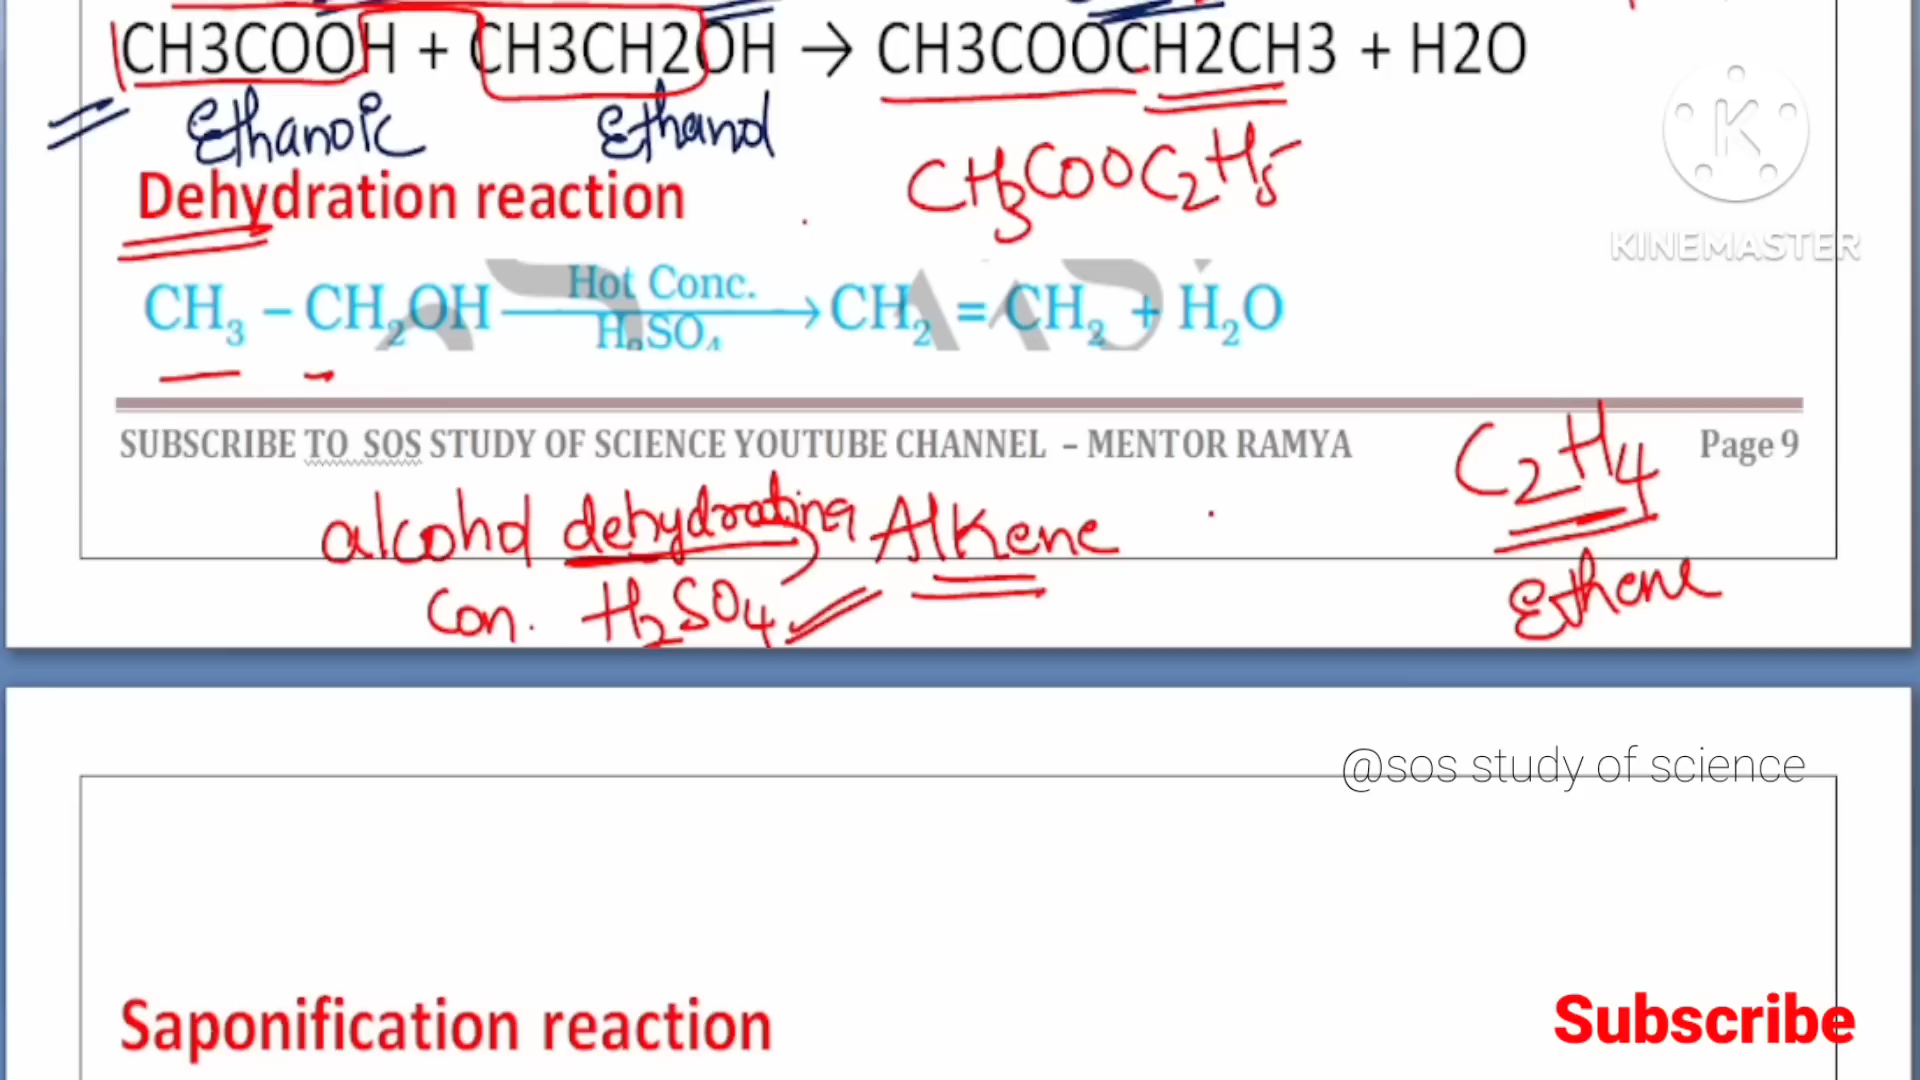 CH3COOH + CH3CH2OH → CH3COOCH2CH3 + H2O
Ethanoic Ethanol
CH3COOC2H5
KINEMASTER
Dehydration reaction
CH₃ – CH₂OH Hot Conc. H₂SO₄ → CH₂ = CH₂ + H₂O
SUBSCRIBE TO SOS STUDY OF SCIENCE YOUTUBE CHANNEL – MENTOR RAMYA Page 9
C2H4
Ethene
alcohol dehydrating Alkene
Con. H2SO4
@sos study of science
Saponification reaction
Subscribe